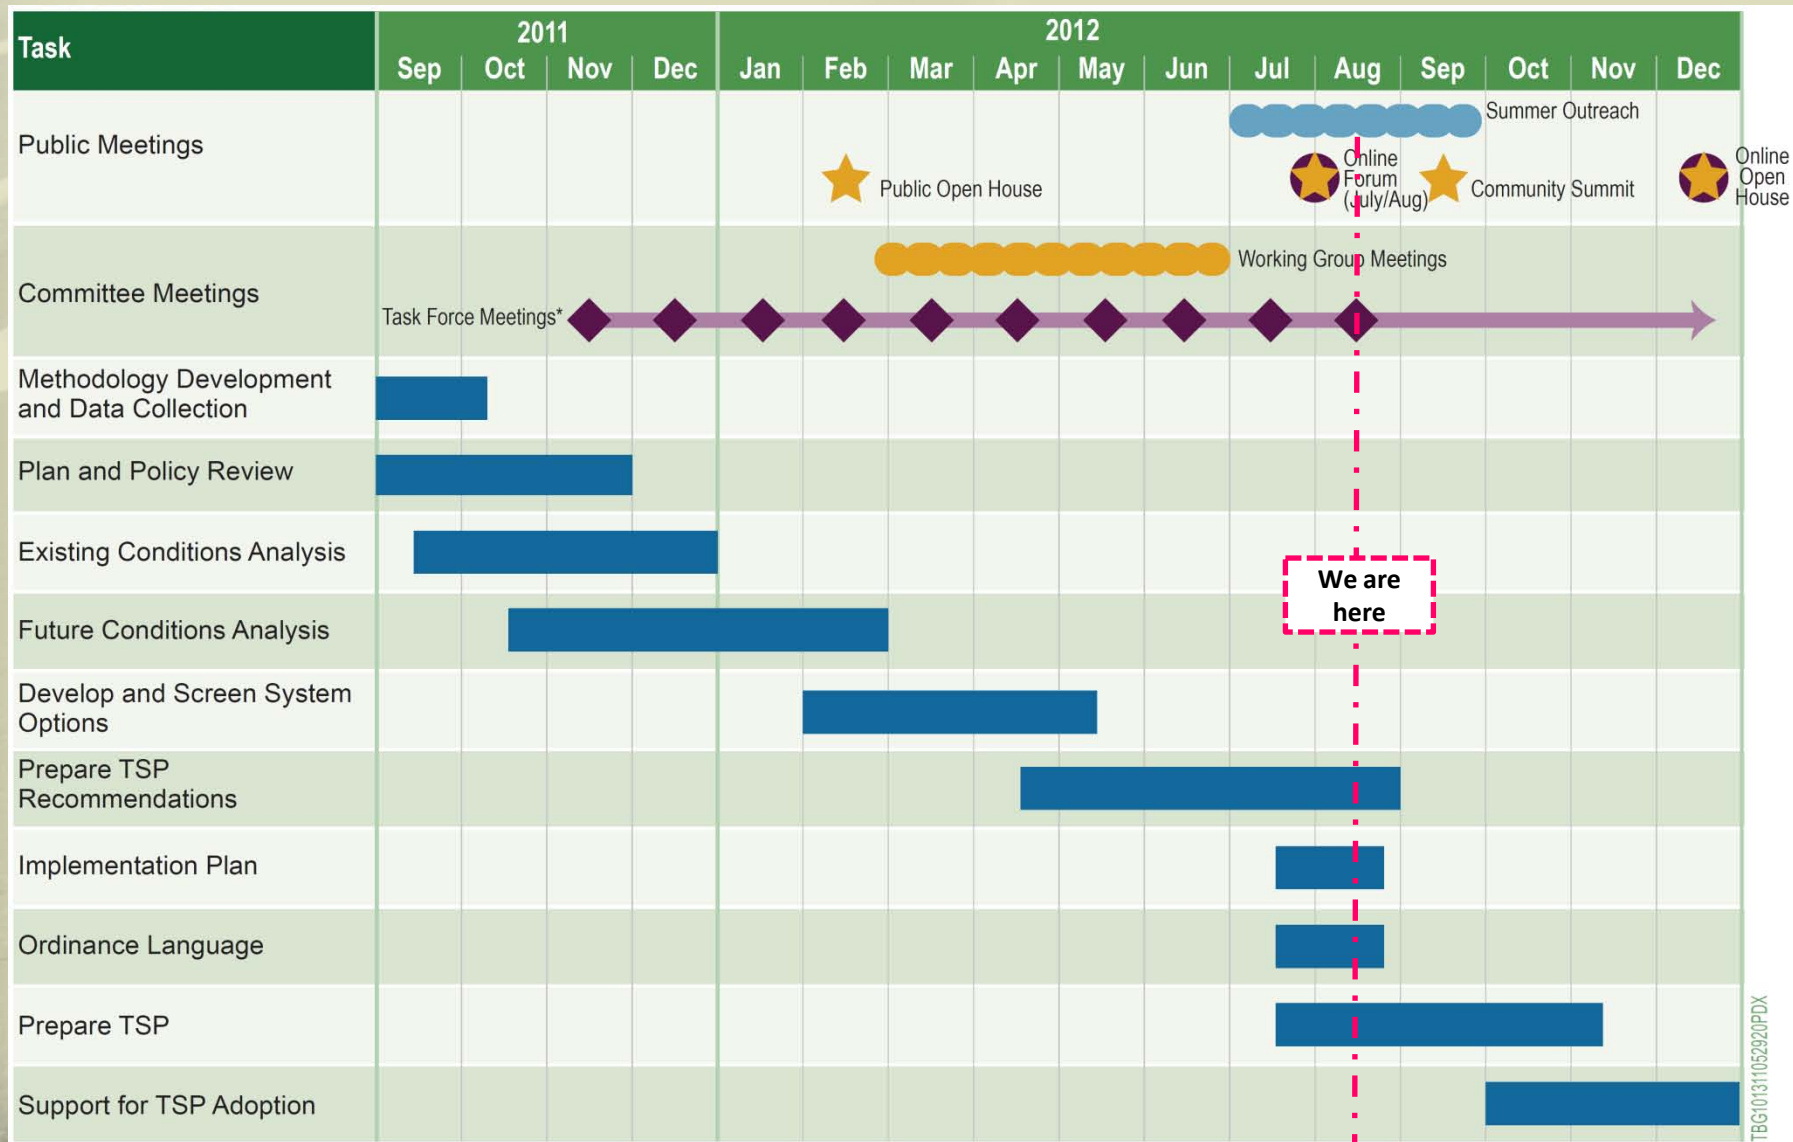 Task
2011
2012
Sep Oct Nov Dec Jan Feb Mar Apr May Jun Jul Aug Sep Oct Nov Dec
Public Meetings
Summer Outreach
Public Open House
Online
Forum
(July/Aug)
Community Summit
Online
Open
House
Committee Meetings
Working Group Meetings
Task Force Meetings*
Methodology Development
and Data Collection
Plan and Policy Review
Existing Conditions Analysis
Future Conditions Analysis
We are
here
Develop and Screen System
Options
Prepare TSP
Recommendations
Implementation Plan
Ordinance Language
Prepare TSP
Support for TSP Adoption
TBG101311052920PDX